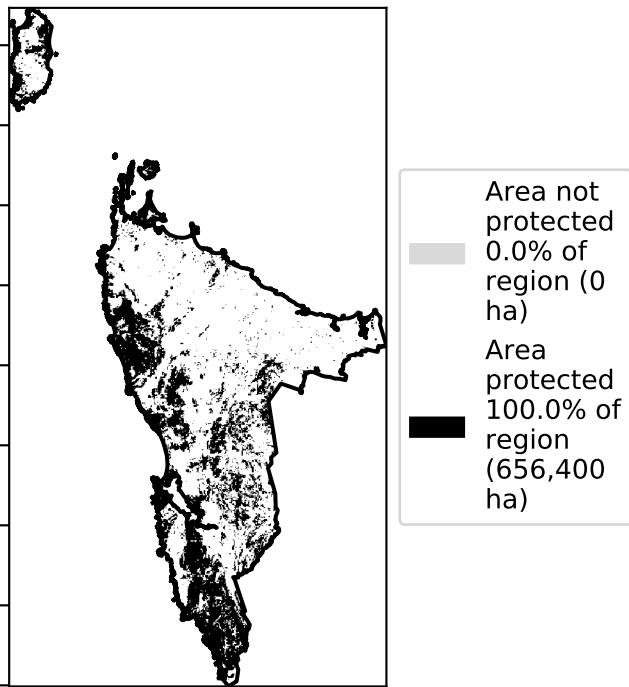 Area not
protected
0.0% of
region (0
ha)
Area
protected
100.0% of
region
(656,400
ha)